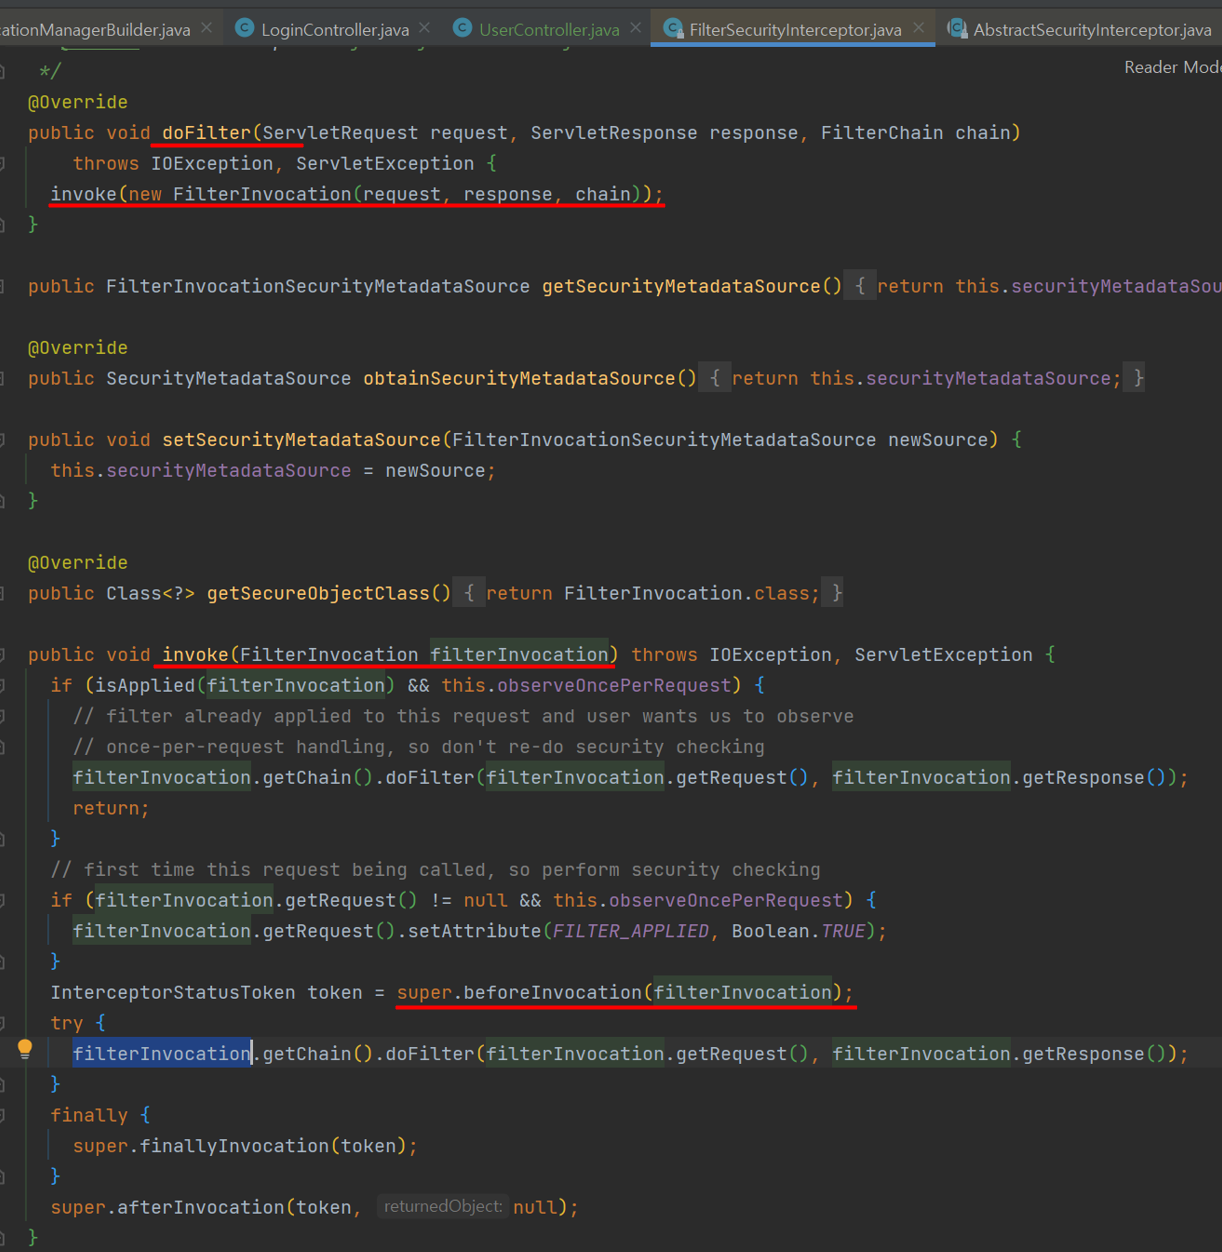 cationManagerBuilder.java LoginController.java UserController.java FilterSecurityInterceptor.java AbstractSecurityInterceptor.java
Reader Mode
*/
@Override
public void doFilter(ServletRequest request, ServletResponse response, FilterChain chain)
throws IOException, ServletException {
invoke(new FilterInvocation(request, response, chain));
}
public FilterInvocationSecurityMetadataSource getSecurityMetadataSource() { return this.securityMetadataSou
@Override
public SecurityMetadataSource obtainSecurityMetadataSource() { return this.securityMetadataSource; }
public void setSecurityMetadataSource(FilterInvocationSecurityMetadataSource newSource) {
this.securityMetadataSource = newSource;
}
@Override
public Class<?> getSecureObjectClass() { return FilterInvocation.class; }
public void invoke(FilterInvocation filterInvocation) throws IOException, ServletException {
if (isApplied(filterInvocation) && this.observeOncePerRequest) {
// filter already applied to this request and user wants us to observe
// once-per-request handling, so don't re-do security checking
filterInvocation.getChain().doFilter(filterInvocation.getRequest(), filterInvocation.getResponse());
return;
}
// first time this request being called, so perform security checking
if (filterInvocation.getRequest() != null && this.observeOncePerRequest) {
filterInvocation.getRequest().setAttribute(FILTER_APPLIED, Boolean.TRUE);
}
InterceptorStatusToken token = super.beforeInvocation(filterInvocation);
try {
filterInvocation.getChain().doFilter(filterInvocation.getRequest(), filterInvocation.getResponse());
}
finally {
super.finallyInvocation(token);
}
super.afterInvocation(token, returnedObject: null);
}